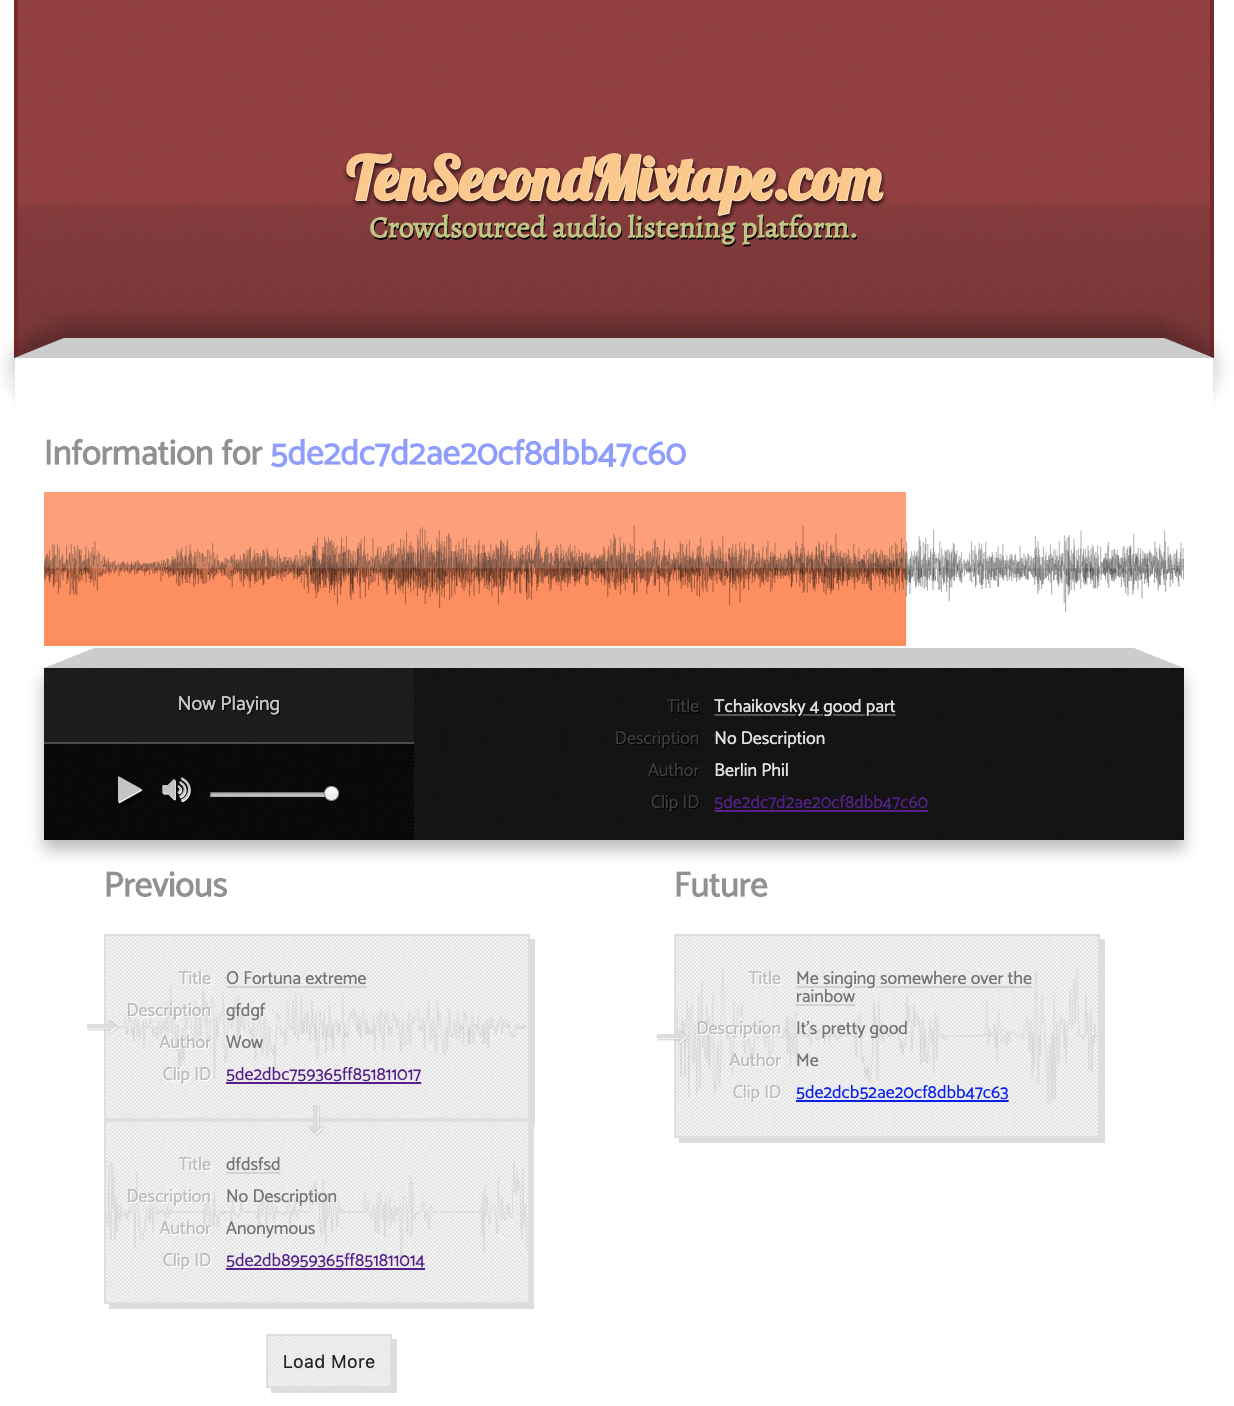 TenSecondMixtape.com
Crowdsourced audio listening platform.
Information for 5de2dc7d2ae20cf8dbb47c60
Now Playing
Title Tchaikovsky 4 good part
Description No Description
Author Berlin Phil
Clip ID 5de2dc7d2ae20cf8dbb47c60
Previous
Title O Fortuna extreme
Description gfdgf
Author Wow
Clip ID 5de2dbc759365ff851811017
Title dfdsfsd
Description No Description
Author Anonymous
Clip ID 5de2db8959365ff851811014
Load More
Future
Title Me singing somewhere over the
rainbow
Description It's pretty good
Author Me
Clip ID 5de2dcb52ae20cf8dbb47c63